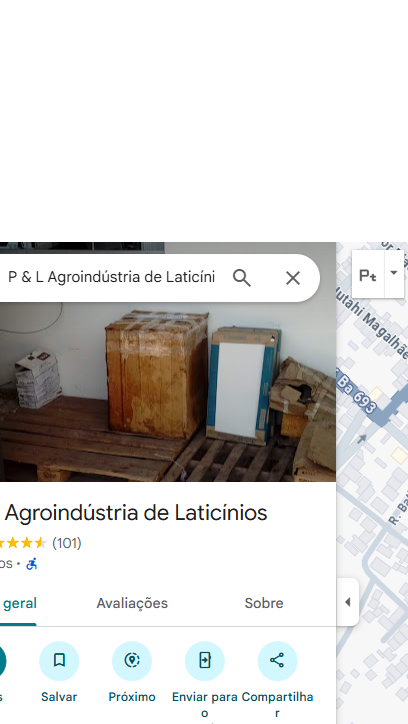 P & L Agroindústria de Laticíni
Pt
Agroindústria de Laticínios
(101)
os ·
geral
Avaliações
Sobre
s
Salvar
Próximo
Enviar para
o
Compartilha
r
utahi Magalhãe
Ba 693
R. Ba